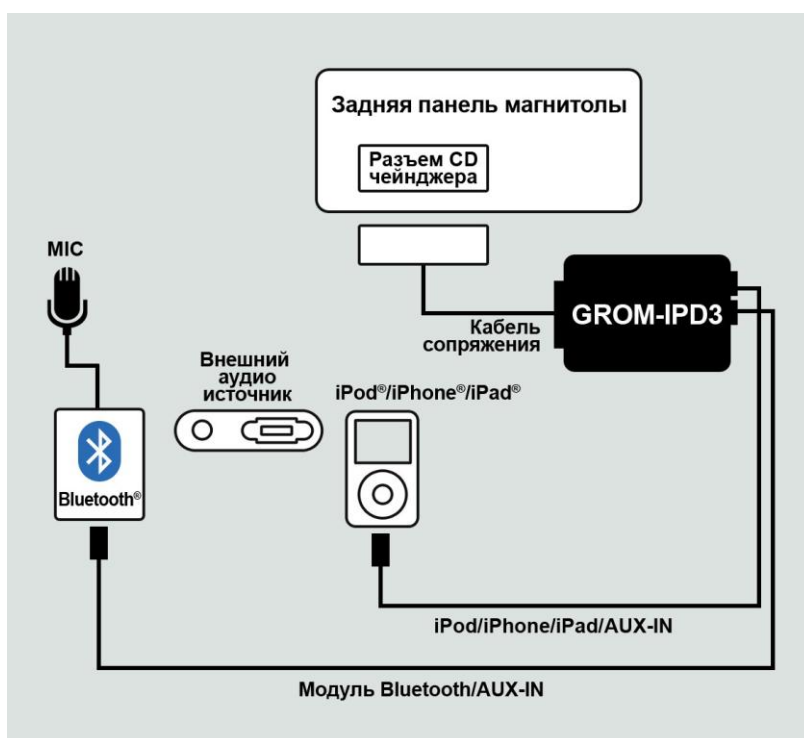 Задняя панель магнитолы
Разъем CD
чейнджера
MIC
GROM-IPD3
Кабель
сопряжения
Внешний
аудио
источник
iPod®/iPhone®/iPad®
Bluetooth®
iPod/iPhone/iPad/AUX-IN
Модуль Bluetooth/AUX-IN